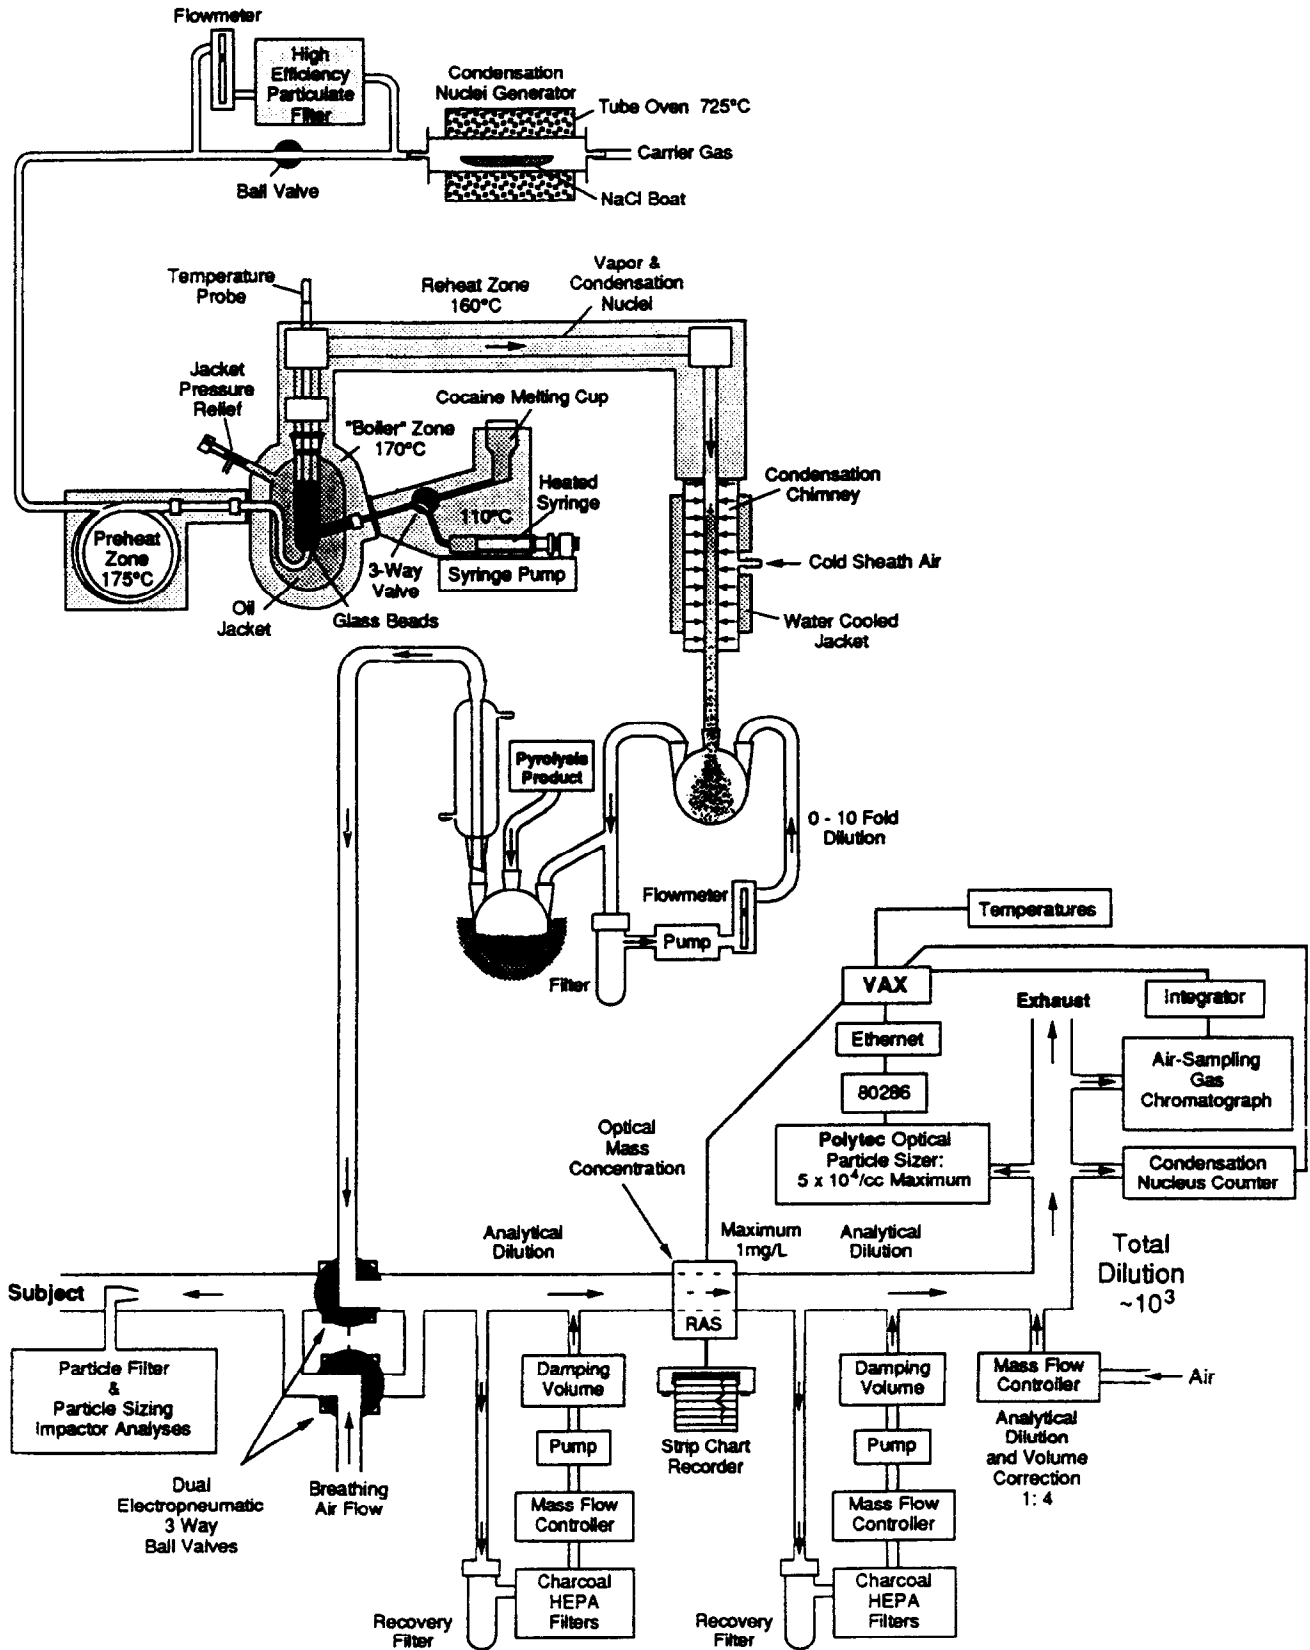 Flowmeter
High
Efficiency
Particulate
Filter
Condensation
Nuclei Generator
Tube Oven 725°C
Carrier Gas
Ball Valve
NaCl Boat
Temperature
Probe
Reheat Zone
160°C
Vapor &
Condensation
Nuclei
Jacket
Pressure
Relief
"Boiler" Zone
170°C
Cocaine Melting Cup
Condensation
Chimney
Heated
Syringe
110°C
Preheat
Zone
175°C
3-Way
Valve
Syringe Pump
Cold Sheath Air
Oil
Jacket
Glass Beads
Water Cooled
Jacket
Pyrolysis
Product
0 - 10 Fold
Dilution
Flowmeter
Pump
Filter
Temperatures
VAX
Exhaust
Integrator
Ethernet
80286
Air-Sampling
Gas
Chromatograph
Optical
Mass
Concentration
Polytec Optical
Particle Sizer:
5 x 10⁴/cc Maximum
Condensation
Nucleus Counter
Analytical
Dilution
Maximum
1mg/L
Analytical
Dilution
Total
Dilution
~10³
Subject
RAS
Particle Filter
&
Particle Sizing
Impactor Analyses
Damping
Volume
Damping
Volume
Mass Flow
Controller
Air
Strip Chart
Recorder
Analytical
Dilution
and Volume
Correction
1: 4
Pump
Pump
Dual
Electropneumatic
3 Way
Ball Valves
Breathing
Air Flow
Mass Flow
Controller
Mass Flow
Controller
Charcoal
HEPA
Filters
Charcoal
HEPA
Filters
Recovery
Filter
Recovery
Filter